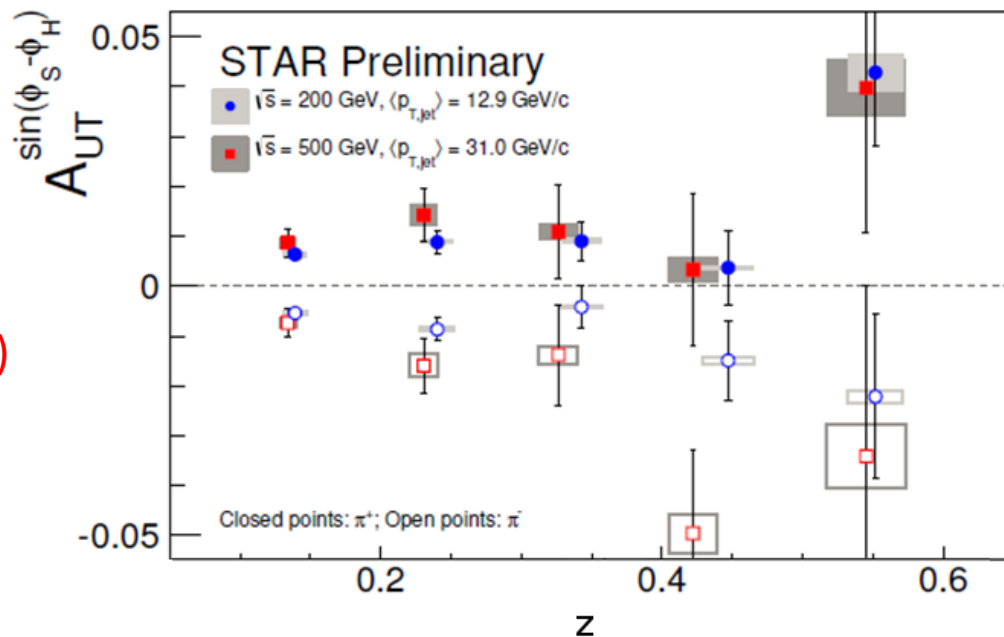 A_UT^sin(ϕ_S-ϕ_H)
STAR Preliminary
√s = 200 GeV, ⟨p_T,jet⟩ = 12.9 GeV/c
√s = 500 GeV, ⟨p_T,jet⟩ = 31.0 GeV/c
0.05
0
)
-0.05
Closed points: π⁺; Open points: π⁻
0.2 0.4 0.6
z